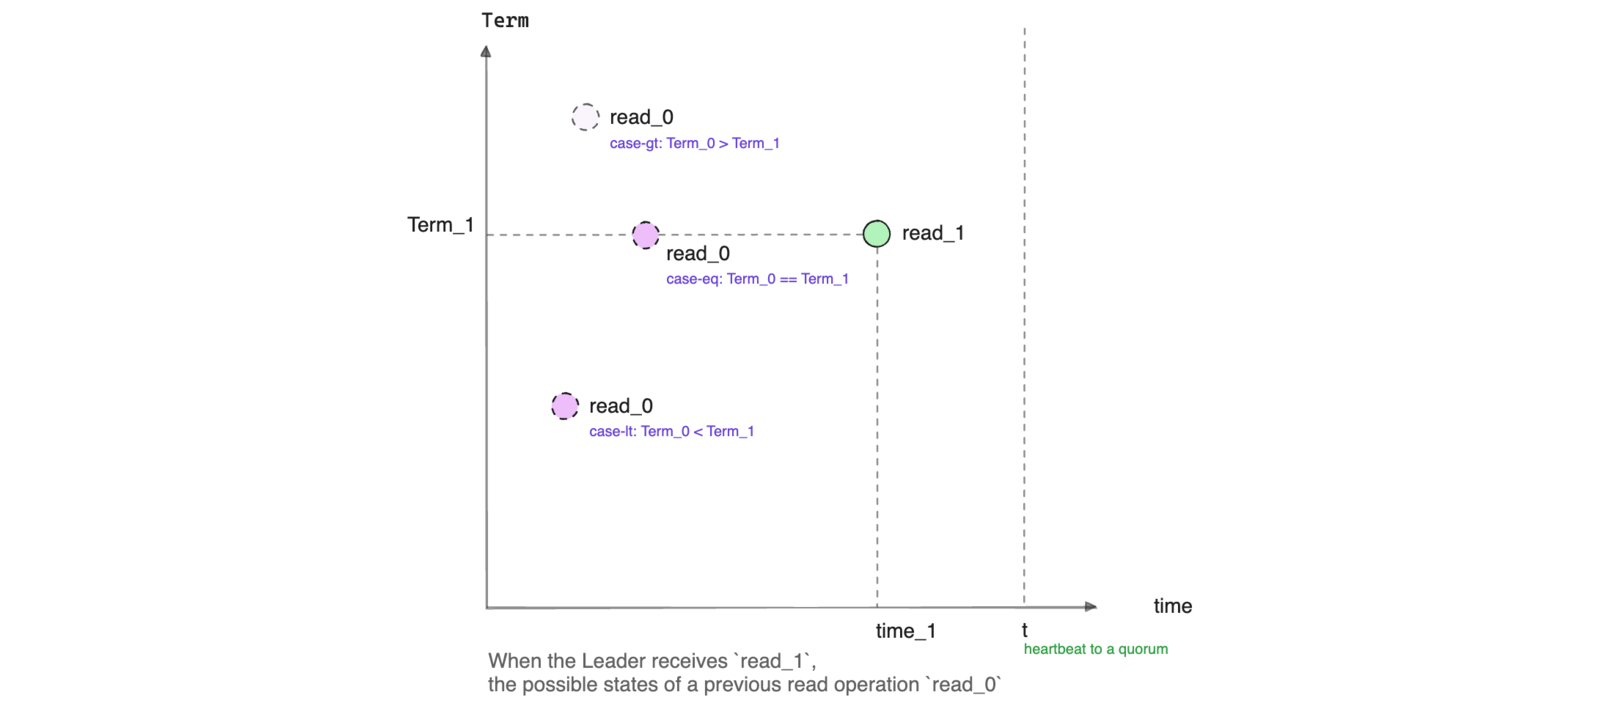 Term
read_0
case-gt: Term_0 > Term_1
Term_1
read_1
read_0
case-eq: Term_0 == Term_1
read_0
case-lt: Term_0 < Term_1
time
time_1
t
heartbeat to a quorum
When the Leader receives `read_1`,
the possible states of a previous read operation `read_0`